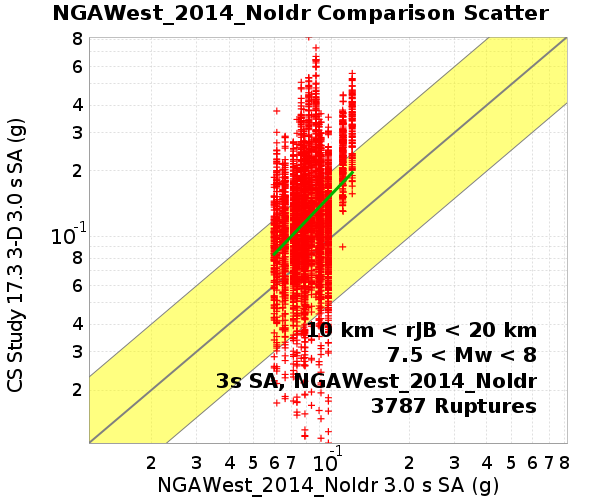 NGAWest_2014_NoIdr Comparison Scatter
8
6
4
3
2
10-1
8
6
4
3
2
CS Study 17.3 3-D 3.0 s SA (g)
10 km < rJB < 20 km
7.5 < Mw < 8
3s SA, NGAWest_2014_NoIdr
3787 Ruptures
2 3 4 5 6 7 10-1 2 3 4 5 6 7 8
NGAWest_2014_NoIdr 3.0 s SA (g)